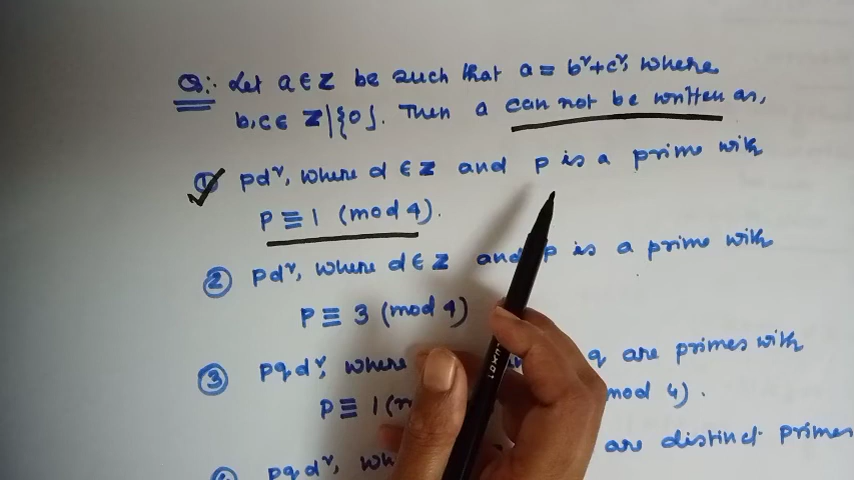 Q:. Let a ∈ Z be such that a = b²+c², where
b,c ∈ Z|{0}. Then a can not be written as,
① pd², where d ∈ Z and p is a prime with
P ≡ 1 (mod 4).
② pd², where d ∈ Z and p is a prime with
P ≡ 3 (mod 4)
③ pqd², where q are primes with
P ≡ 1 mod 4).
pqd², are distinct primes
LUXOR